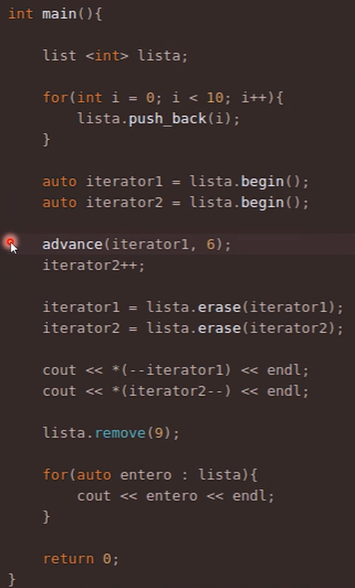 int main(){
list <int> lista;
for(int i = 0; i < 10; i++){
lista.push_back(i);
}
auto iterator1 = lista.begin();
auto iterator2 = lista.begin();
advance(iterator1, 6);
iterator2++;
iterator1 = lista.erase(iterator1);
iterator2 = lista.erase(iterator2);
cout << *(--iterator1) << endl;
cout << *(iterator2--) << endl;
lista.remove(9);
for(auto entero : lista){
cout << entero << endl;
}
return 0;
}